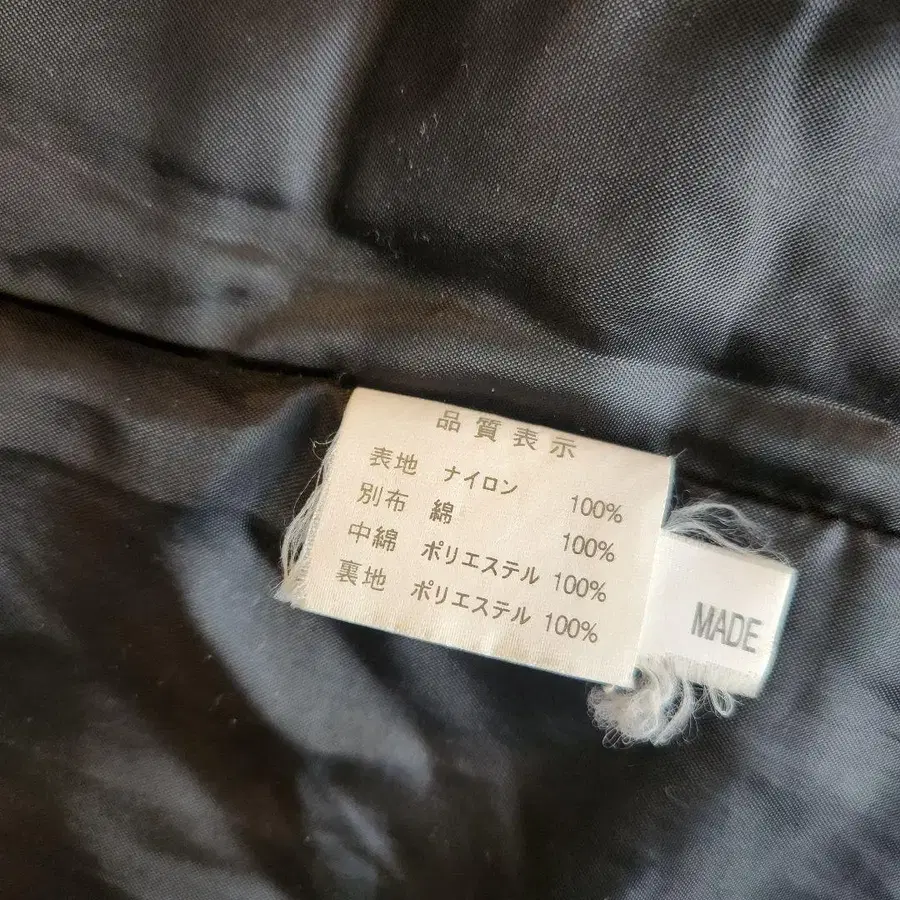 品質表示
表地 ナイロン 100%
別布 綿 100%
中綿 ポリエステル 100%
裏地 ポリエステル 100%
MADE